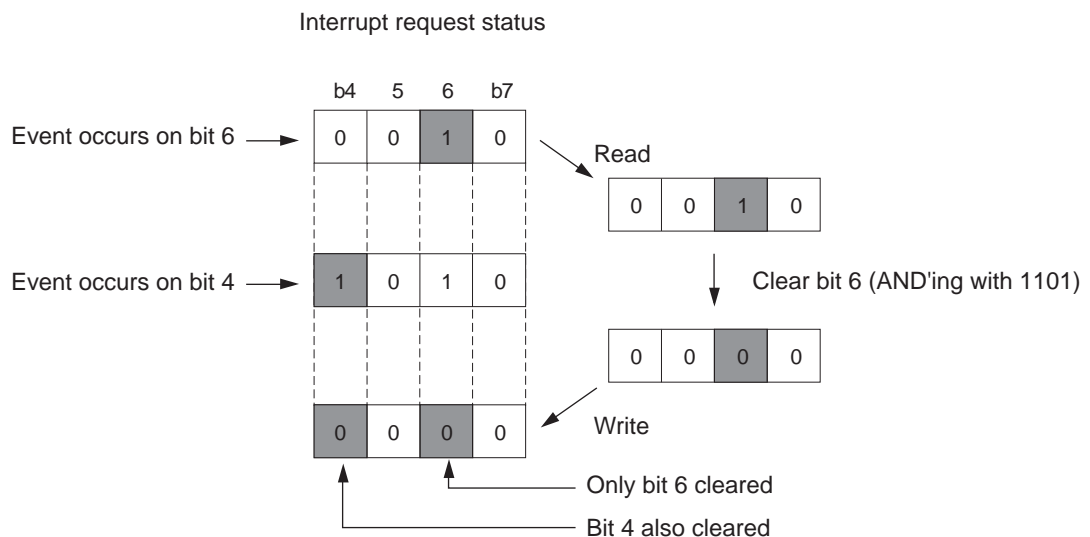 Interrupt request status
b4 5 6 b7
Event occurs on bit 6
0 0 1 0
Read
0 0 1 0
Event occurs on bit 4
1 0 1 0
Clear bit 6 (AND'ing with 1101)
0 0 0 0
0 0 0 0
Write
Only bit 6 cleared
Bit 4 also cleared